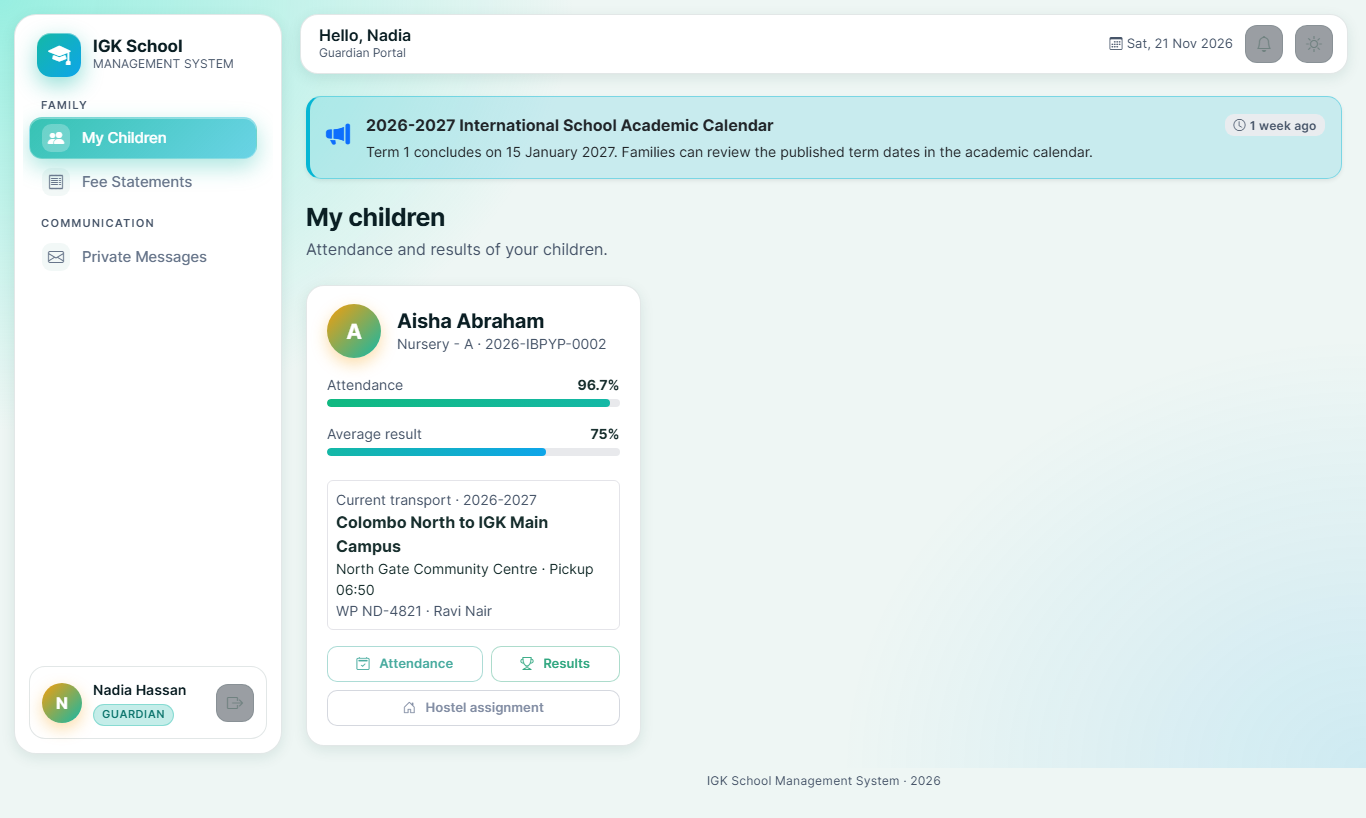 IGK School
MANAGEMENT SYSTEM
FAMILY
My Children
Fee Statements
COMMUNICATION
Private Messages
N
Nadia Hassan
GUARDIAN
Hello, Nadia
Guardian Portal
Sat, 21 Nov 2026
2026-2027 International School Academic Calendar
1 week ago
Term 1 concludes on 15 January 2027. Families can review the published term dates in the academic calendar.
My children
Attendance and results of your children.
A
Aisha Abraham
Nursery - A · 2026-IBPYP-0002
Attendance 96.7%
Average result 75%
Current transport · 2026-2027
Colombo North to IGK Main
Campus
North Gate Community Centre · Pickup
06:50
WP ND-4821 · Ravi Nair
Attendance
Results
Hostel assignment
IGK School Management System · 2026